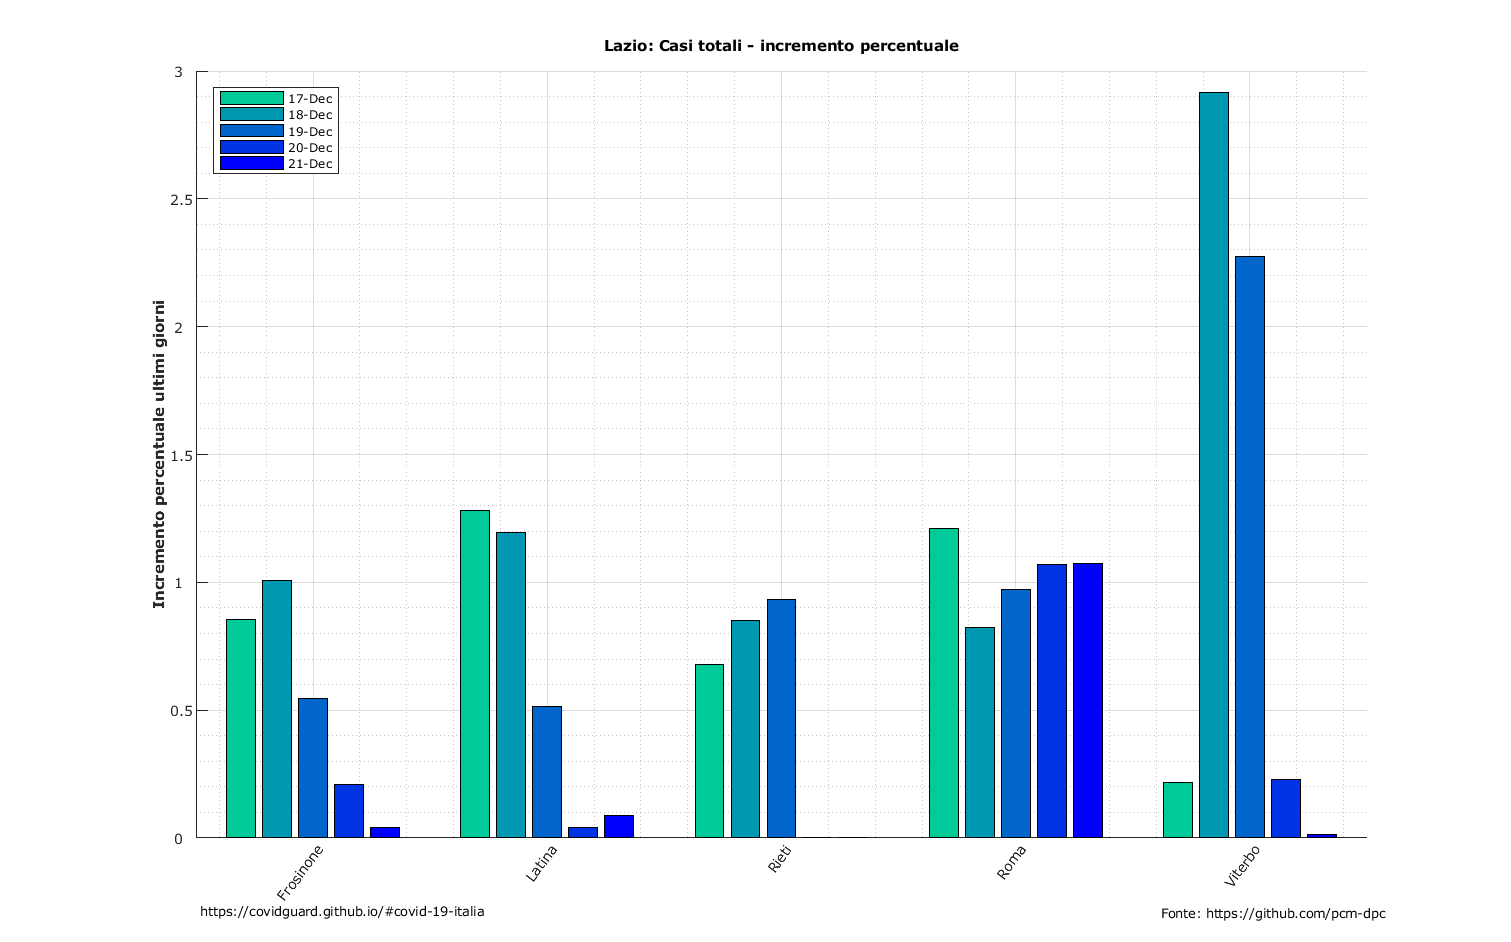 Lazio: Casi totali - incremento percentuale
3
2.5
2
1.5
1
0.5
0
Incremento percentuale ultimi giorni
17-Dec
18-Dec
19-Dec
20-Dec
21-Dec
Frosinone
Latina
Rieti
Roma
Viterbo
https://covidguard.github.io/#covid-19-italia
Fonte: https://github.com/pcm-dpc